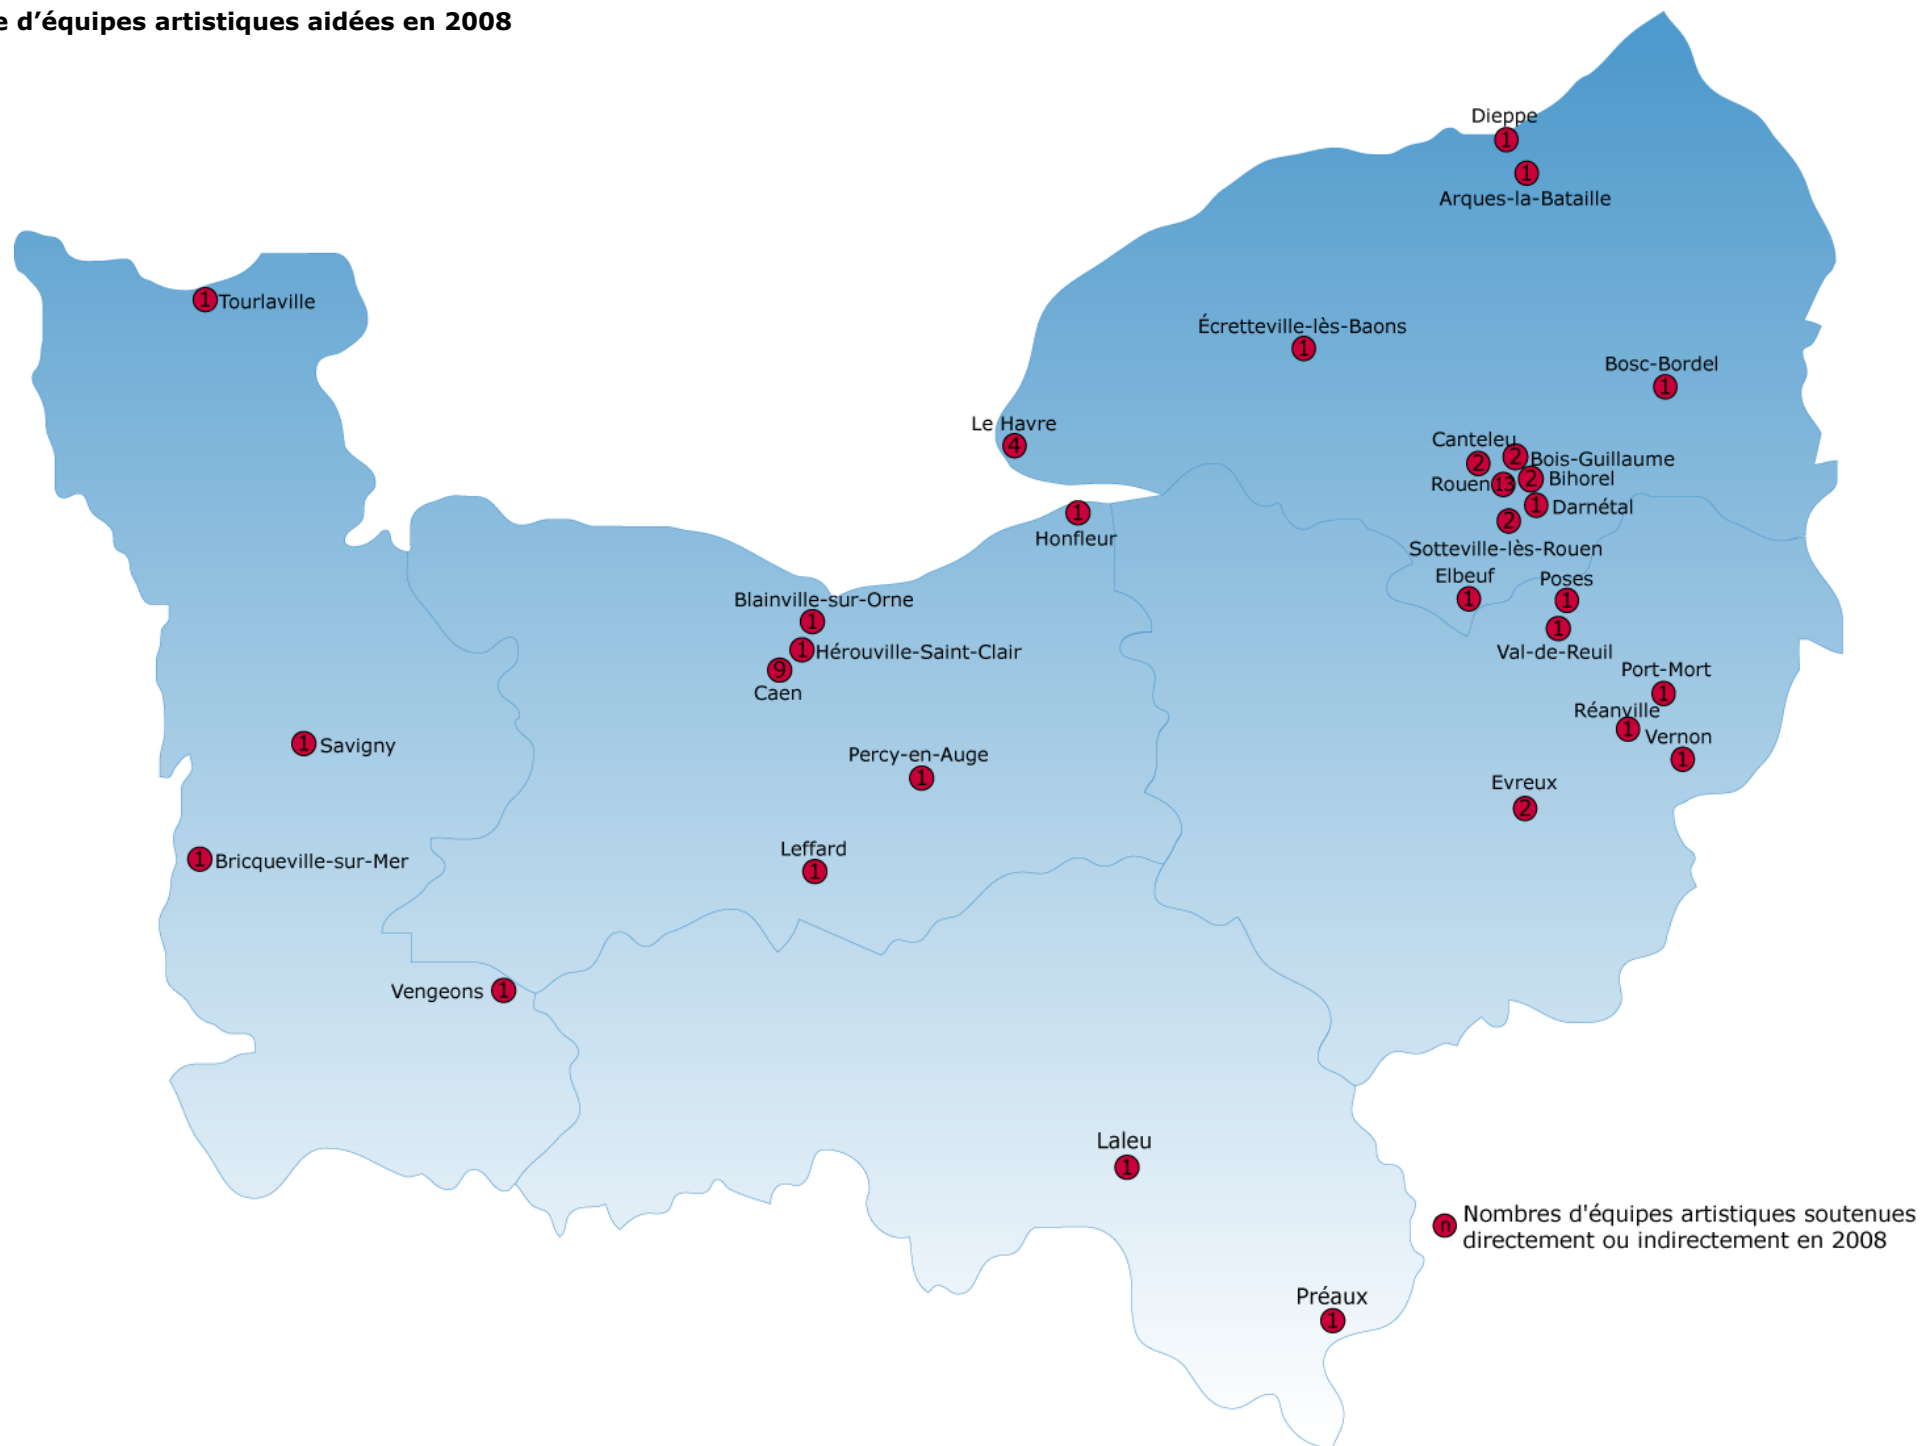 e d’équipes artistiques aidées en 2008
Dieppe
1
1
Arques-la-Bataille
1 Tourlaville
Écretteville-lès-Baons
1
Bosc-Bordel
1
Le Havre
4
Canteleu
2
2 Bois-Guillaume
Rouen 13
2 Bihorel
1 Darnétal
2
Sotteville-lès-Rouen
1
Honfleur
Elbeuf
1
Poses
1
1
Val-de-Reuil
Blainville-sur-Orne
1
1 Hérouville-Saint-Clair
9
Caen
Port-Mort
1
Réanville
1
Vernon
1
1 Savigny
Percy-en-Auge
1
Evreux
2
Leffard
1
1 Bricqueville-sur-Mer
Vengeons 1
Laleu
1
n Nombres d'équipes artistiques soutenues
directement ou indirectement en 2008
Préaux
1